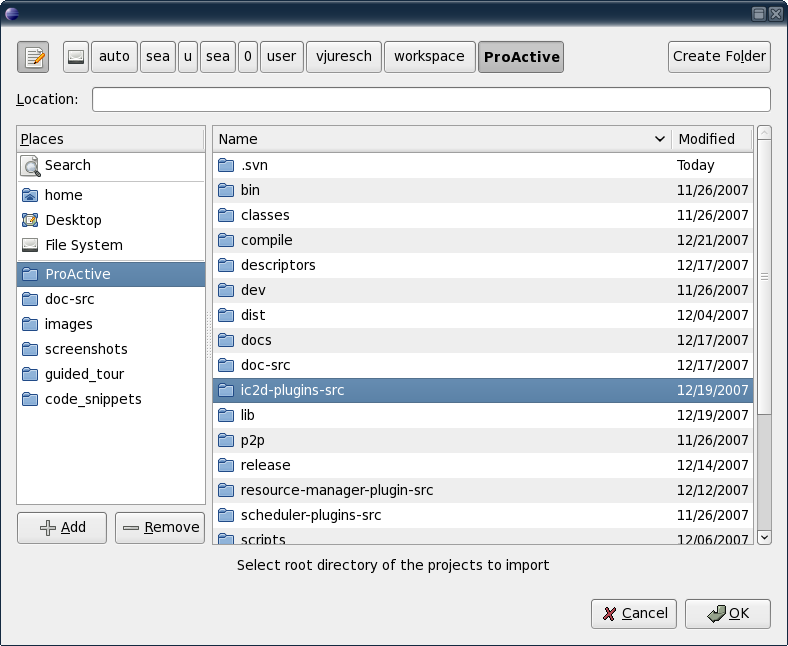 auto sea u sea 0 user vjuresch workspace ProActive Create Folder
Location:
Places
Search
home
Desktop
File System
ProActive
doc-src
images
screenshots
guided_tour
code_snippets
Add Remove
Name Modified
.svn Today
bin 11/26/2007
classes 11/26/2007
compile 12/21/2007
descriptors 12/17/2007
dev 11/26/2007
dist 12/04/2007
docs 12/17/2007
doc-src 12/17/2007
ic2d-plugins-src 12/19/2007
lib 12/19/2007
p2p 11/26/2007
release 12/14/2007
resource-manager-plugin-src 12/12/2007
scheduler-plugins-src 11/26/2007
scripts 12/06/2007
Select root directory of the projects to import
Cancel OK